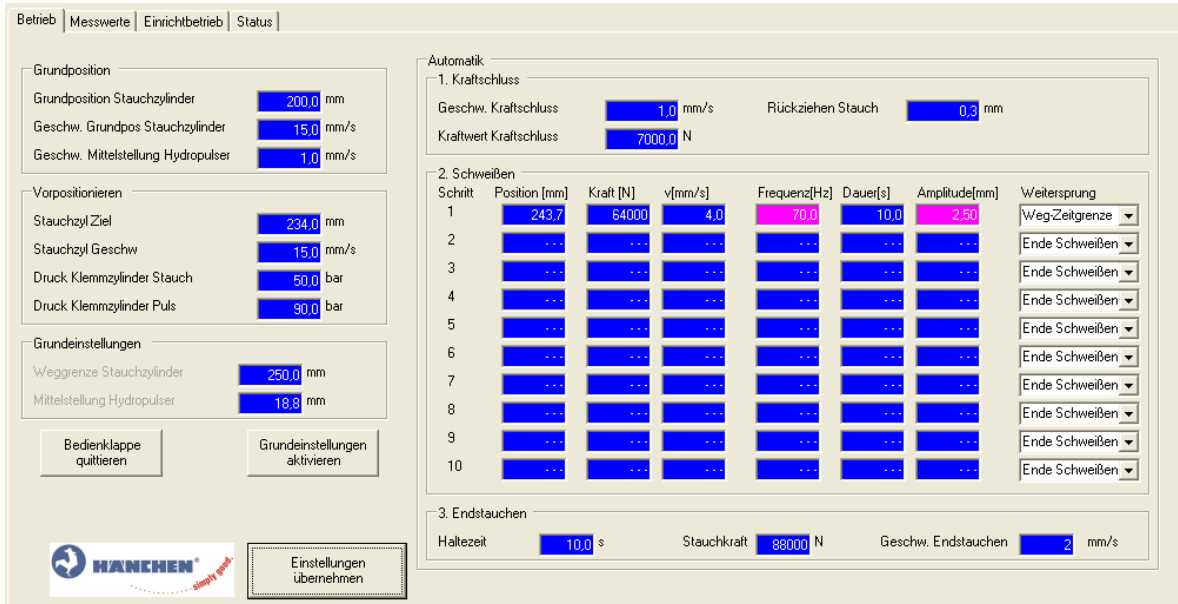 Betrieb Messwerte Einrichtbetrieb Status
Grundposition
Grundposition Stauchzylinder 200,0 mm
Geschw. Grundpos Stauchzylinder 15,0 mm/s
Geschw. Mittelstellung Hydropulser 1,0 mm/s
Vorpositionieren
Stauchzyl Ziel 234,0 mm
Stauchzyl Geschw 15,0 mm/s
Druck Klemmzylinder Stauch 50,0 bar
Druck Klemmzylinder Puls 90,0 bar
Grundeinstellungen
Weggrenze Stauchzylinder 250,0 mm
Mittelstellung Hydropulser 18,8 mm
Bedienklappe
quittieren
Grundeinstellungen
aktivieren
HÄNCHEN®
simply good.
Einstellungen
übernehmen
Automatik
1. Kraftschluss
Geschw. Kraftschluss 1,0 mm/s Rückziehen Stauch 0,3 mm
Kraftwert Kraftschluss 7000,0 N
2. Schweißen
Schritt Position [mm] Kraft [N] v[mm/s] Frequenz[Hz] Dauer[s] Amplitude[mm] Weitersprung
1 243,7 64000 4,0 70,0 10,0 2,50 Weg-Zeitgrenze
2 --- --- --- --- --- --- Ende Schweißen
3 --- --- --- --- --- --- Ende Schweißen
4 --- --- --- --- --- --- Ende Schweißen
5 --- --- --- --- --- --- Ende Schweißen
6 --- --- --- --- --- --- Ende Schweißen
7 --- --- --- --- --- --- Ende Schweißen
8 --- --- --- --- --- --- Ende Schweißen
9 --- --- --- --- --- --- Ende Schweißen
10 --- --- --- --- --- --- Ende Schweißen
3. Endstauchen
Haltezeit 10,0 s Stauchkraft 88000 N Geschw. Endstauchen 2 mm/s